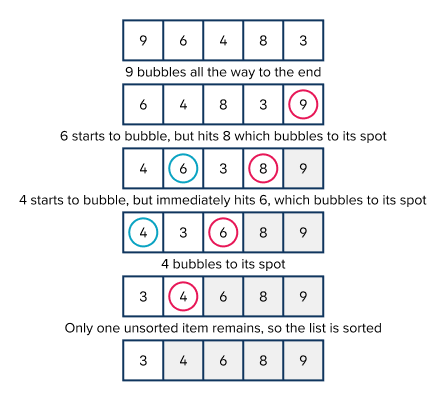 9 6 4 8 3
9 bubbles all the way to the end
6 4 8 3 9
6 starts to bubble, but hits 8 which bubbles to its spot
4 6 3 8 9
4 starts to bubble, but immediately hits 6, which bubbles to its spot
4 3 6 8 9
4 bubbles to its spot
3 4 6 8 9
Only one unsorted item remains, so the list is sorted
3 4 6 8 9